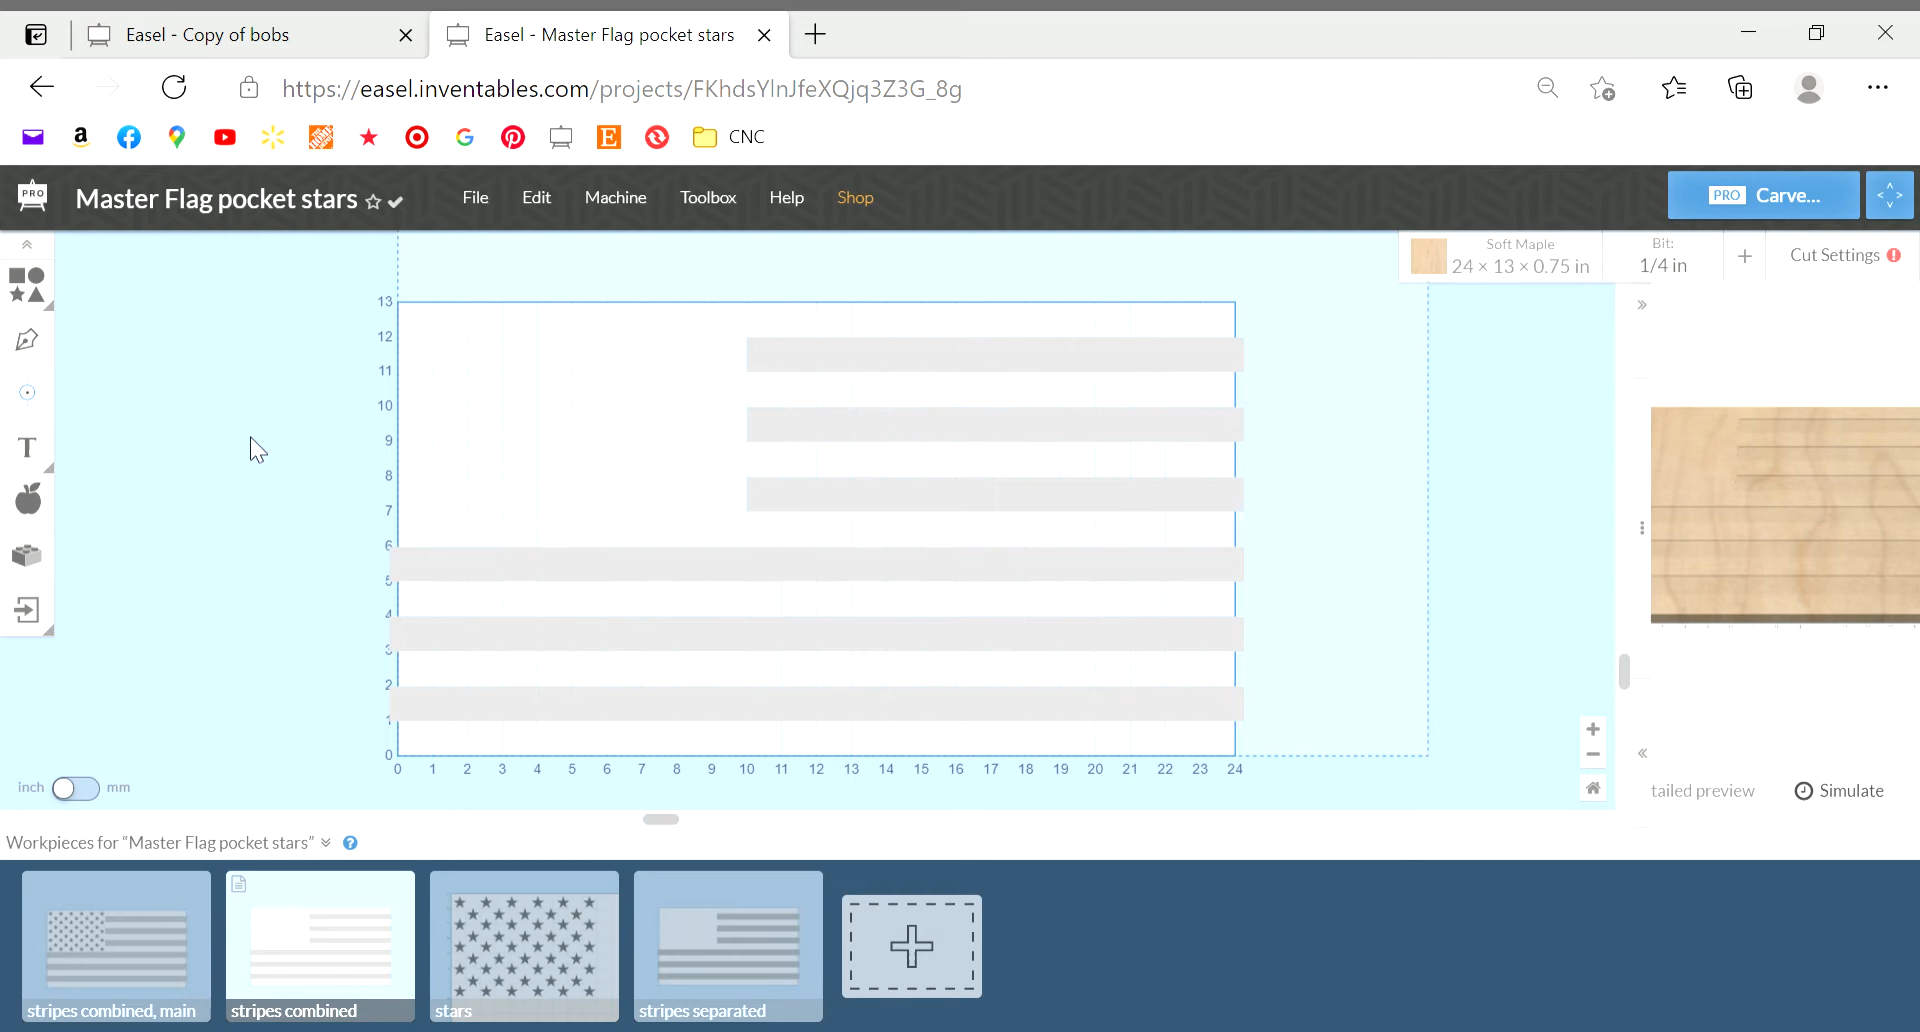 Easel - Copy of bobs
Easel - Master Flag pocket stars
https://easel.inventables.com/projects/FKhdsYlnJfeXQjq3Z3G_8g
CNC
PRO
Master Flag pocket stars
File
Edit
Machine
Toolbox
Help
Shop
PRO Carve...
Soft Maple
24 × 13 × 0.75 in
Bit:
1/4 in
Cut Settings
13
12
11
10
9
8
7
6
5
4
3
2
1
0
0 1 2 3 4 5 6 7 8 9 10 11 12 13 14 15 16 17 18 19 20 21 22 23 24
inch
mm
tailed preview
Simulate
Workpieces for "Master Flag pocket stars"
stripes combined, main
stripes combined
stars
stripes separated